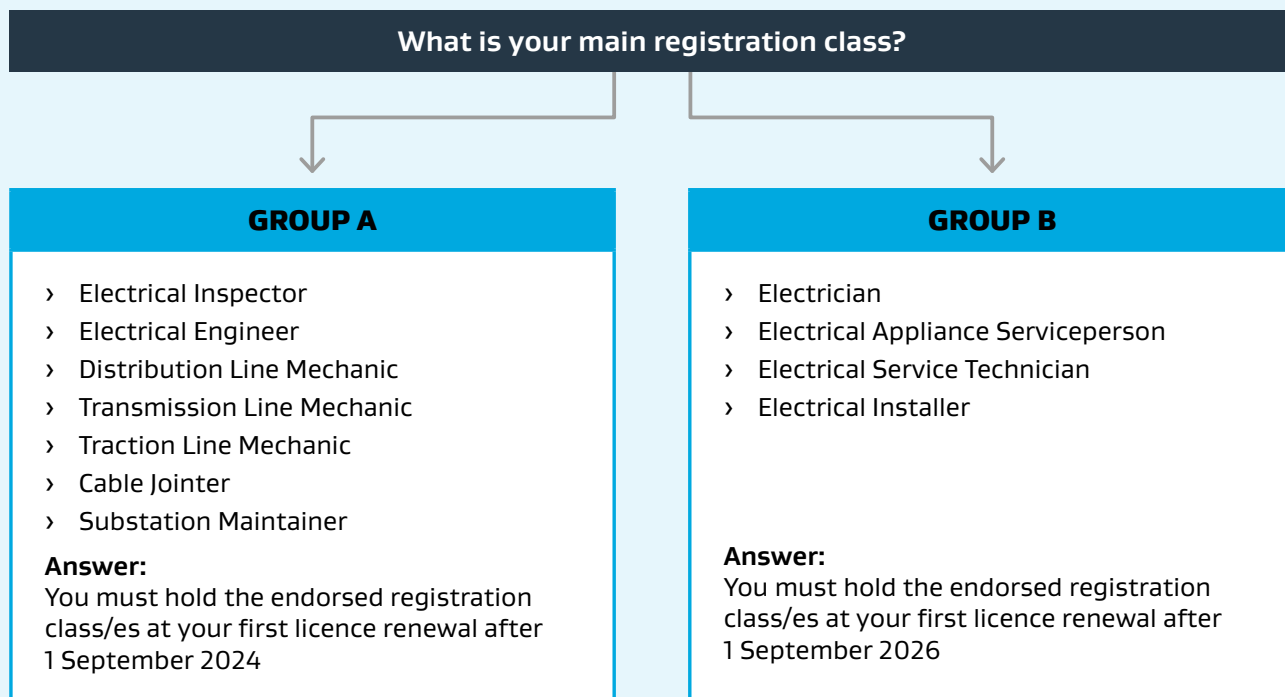 What is your main registration class?
GROUP A
› Electrical Inspector
› Electrical Engineer
› Distribution Line Mechanic
› Transmission Line Mechanic
› Traction Line Mechanic
› Cable Jointer
› Substation Maintainer
Answer:
You must hold the endorsed registration
class/es at your first licence renewal after
1 September 2024
GROUP B
› Electrician
› Electrical Appliance Serviceperson
› Electrical Service Technician
› Electrical Installer
Answer:
You must hold the endorsed registration
class/es at your first licence renewal after
1 September 2026